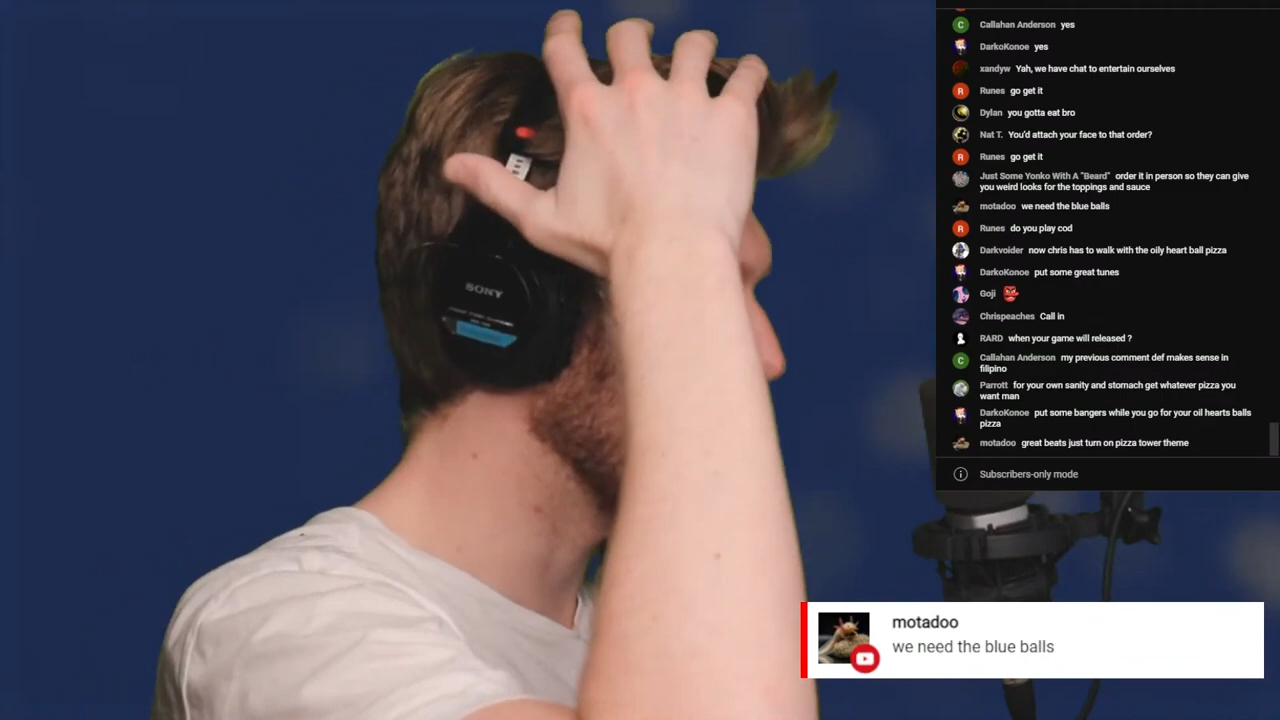 Callahan Anderson yes
DarkoKonoe yes
xandyw Yah, we have chat to entertain ourselves
Runes go get it
Dylan you gotta eat bro
Nat T. You'd attach your face to that order?
Runes go get it
Just Some Yonko With A "Beard" order it in person so they can give
you weird looks for the toppings and sauce
motadoo we need the blue balls
Runes do you play cod
Darkvoider now chris has to walk with the oily heart ball pizza
DarkoKonoe put some great tunes
Goji
Chrispeaches Call in
RARD when your game will released ?
Callahan Anderson my previous comment def makes sense in
filipino
Parrott for your own sanity and stomach get whatever pizza you
want man
DarkoKonoe put some bangers while you go for your oil hearts balls
pizza
motadoo great beats just turn on pizza tower theme
Subscribers-only mode
SONY
motadoo
we need the blue balls